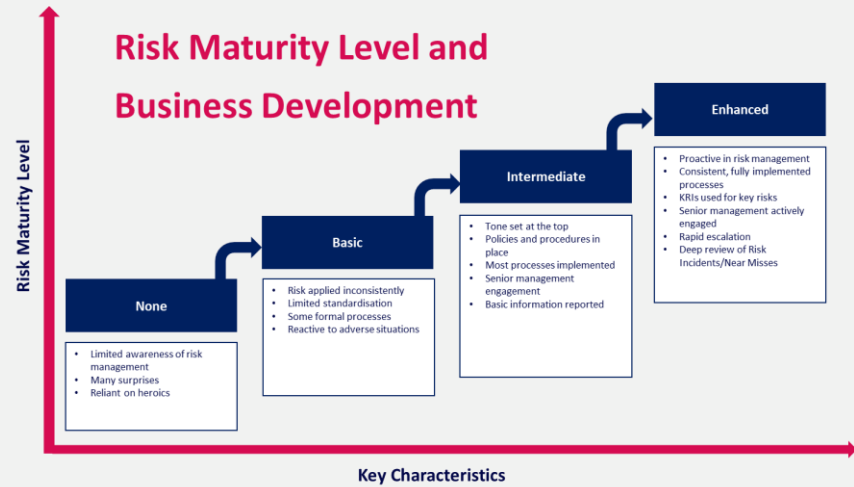 Risk Maturity Level and
Business Development
Risk Maturity Level
None
• Limited awareness of risk
management
• Many surprises
• Reliant on heroics
Basic
• Risk applied inconsistently
• Limited standardisation
• Some formal processes
• Reactive to adverse situations
Intermediate
• Tone set at the top
• Policies and procedures in
place
• Most processes implemented
• Senior management
engagement
• Basic information reported
Enhanced
• Proactive in risk management
• Consistent, fully implemented
processes
• KRIs used for key risks
• Senior management actively
engaged
• Rapid escalation
• Deep review of Risk
Incidents/Near Misses
Key Characteristics